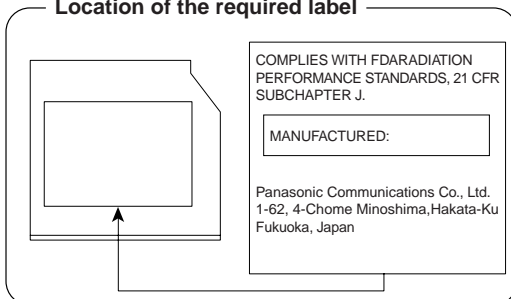 Location of the required label
COMPLIES WITH FDARADIATION
PERFORMANCE STANDARDS, 21 CFR
SUBCHAPTER J.
MANUFACTURED:
Panasonic Communications Co., Ltd.
1-62, 4-Chome Minoshima,Hakata-Ku
Fukuoka, Japan